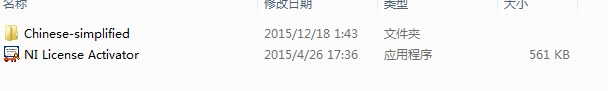 名称 修改日期 类型 大小
Chinese-simplified 2015/12/18 1:43 文件夹
NI License Activator 2015/4/26 17:36 应用程序 561 KB